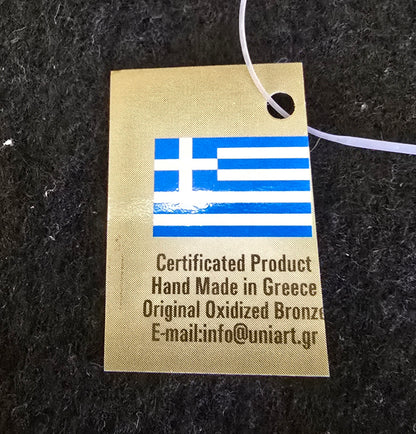 Certificated Product
Hand Made in Greece
Original Oxidized Bronze
E-mail:info@uniart.gr